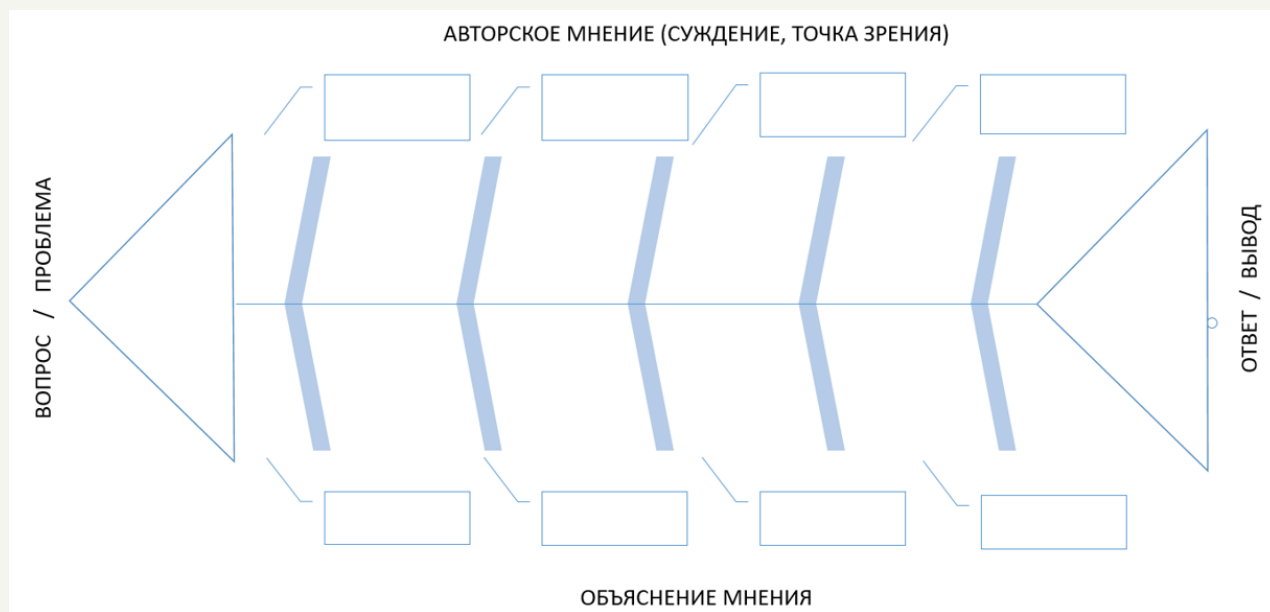 АВТОРСКОЕ МНЕНИЕ (СУЖДЕНИЕ, ТОЧКА ЗРЕНИЯ)
ВОПРОС / ПРОБЛЕМА
ОТВЕТ / ВЫВОД
ОБЪЯСНЕНИЕ МНЕНИЯ